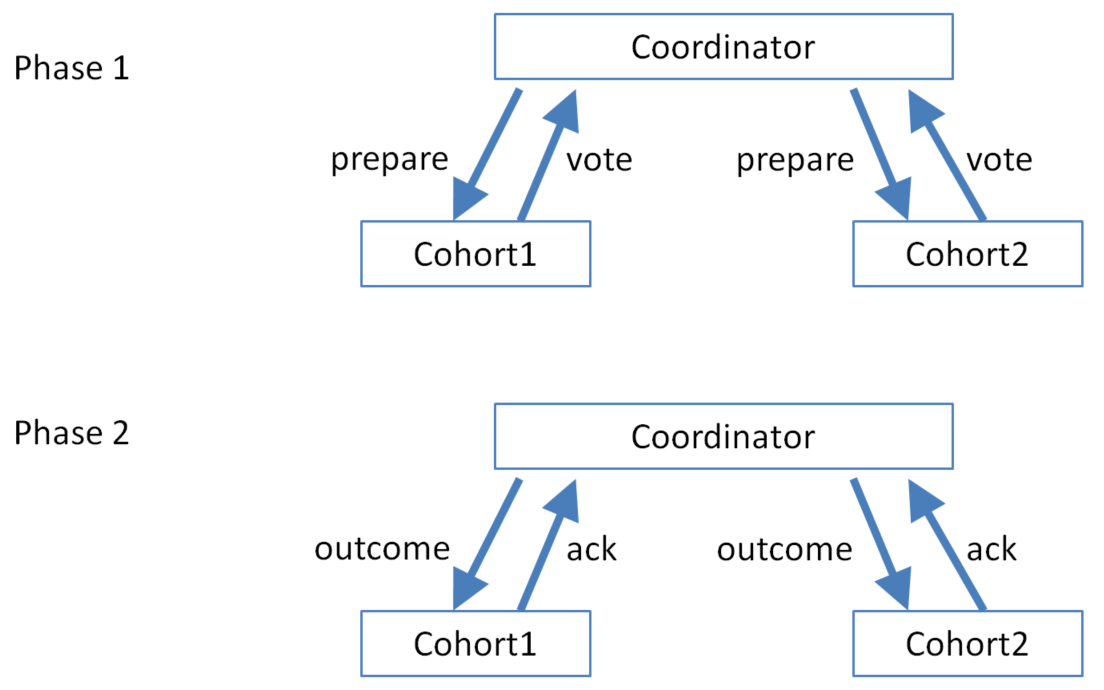 Phase 1
Coordinator
prepare
vote
prepare
vote
Cohort1
Cohort2
Phase 2
Coordinator
outcome
ack
outcome
ack
Cohort1
Cohort2